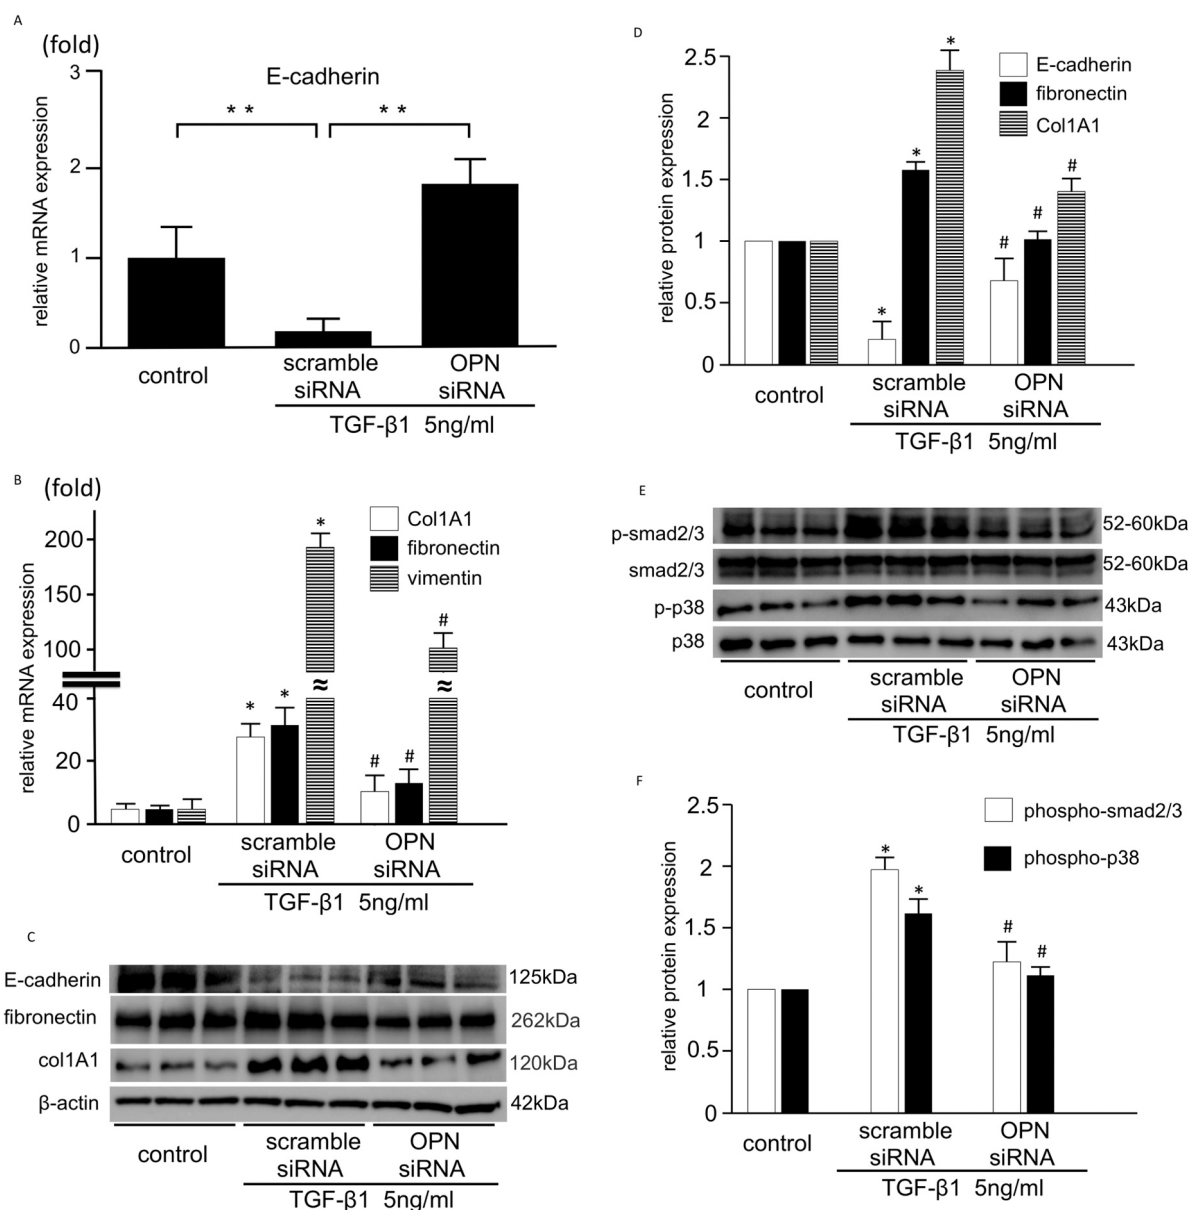 A
(fold)
relative mRNA expression
E-cadherin
3
* *
* *
2
1
0
control
scramble
siRNA
OPN
siRNA
TGF-β1 5ng/ml
B
(fold)
relative mRNA expression
Col1A1
fibronectin
vimentin
200
150
100
40
20
0
*
*
*
≈
#
#
#
≈
control
scramble
siRNA
OPN
siRNA
TGF-β1 5ng/ml
C
E-cadherin
125kDa
fibronectin
262kDa
col1A1
120kDa
β-actin
42kDa
control
scramble
siRNA
OPN
siRNA
TGF-β1 5ng/ml
D
relative protein expression
E-cadherin
fibronectin
Col1A1
2.5
2
1.5
1
0.5
0
*
*
*
#
#
#
control
scramble
siRNA
OPN
siRNA
TGF-β1 5ng/ml
E
p-smad2/3
52-60kDa
smad2/3
52-60kDa
p-p38
43kDa
p38
43kDa
control
scramble
siRNA
OPN
siRNA
TGF-β1 5ng/ml
F
relative protein expression
phospho-smad2/3
phospho-p38
2.5
2
1.5
1
0.5
0
*
*
#
#
control
scramble
siRNA
OPN
siRNA
TGF-β1 5ng/ml